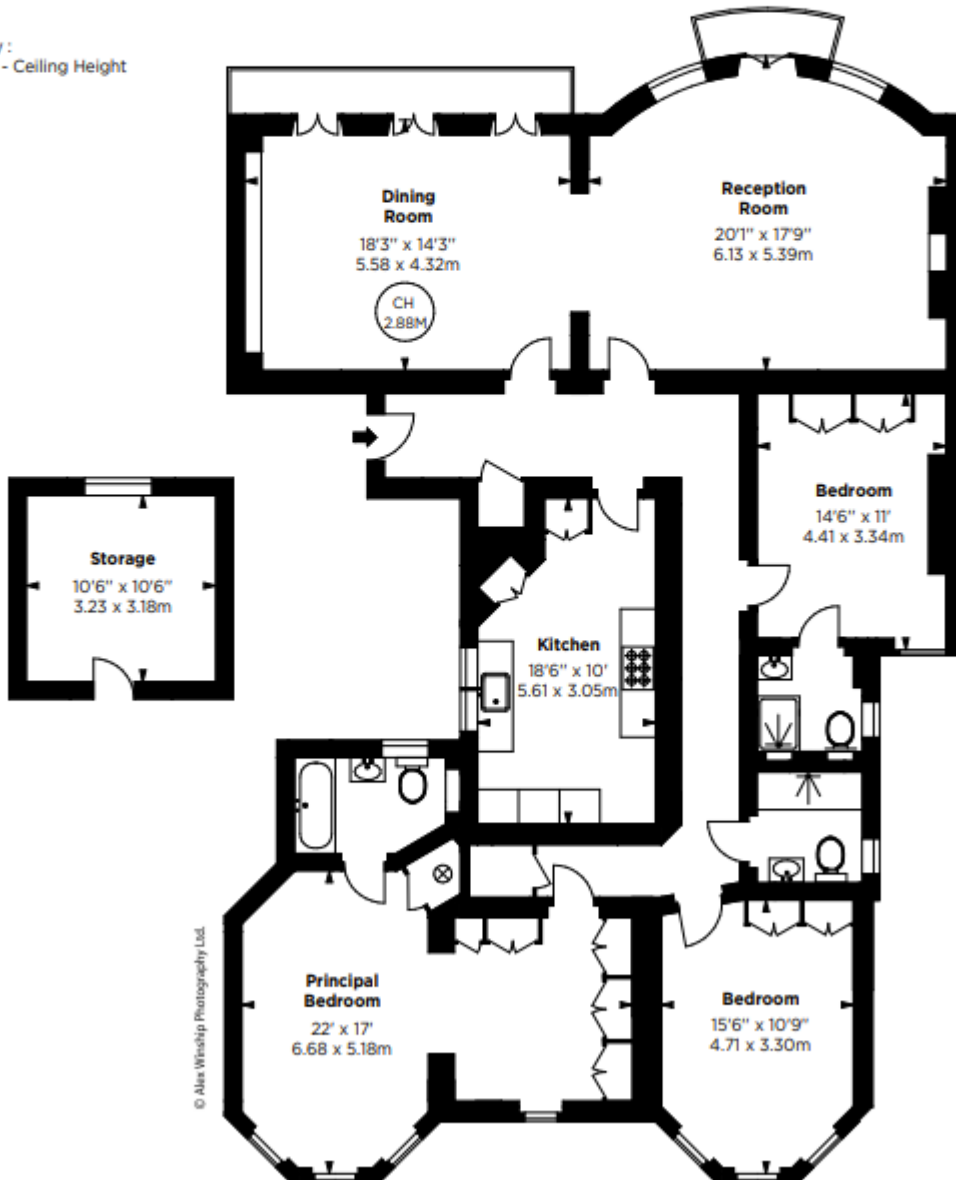 :
- Ceiling Height
Dining
Room
18'3'' x 14'3''
5.58 x 4.32m
CH
2.88M
Reception
Room
20'1'' x 17'9''
6.13 x 5.39m
Bedroom
14'6'' x 11'
4.41 x 3.34m
Storage
10'6'' x 10'6''
3.23 x 3.18m
Kitchen
18'6'' x 10'
5.61 x 3.05m
Principal
Bedroom
22' x 17'
6.68 x 5.18m
Bedroom
15'6'' x 10'9''
4.71 x 3.30m
© Alex Winship Photography Ltd.